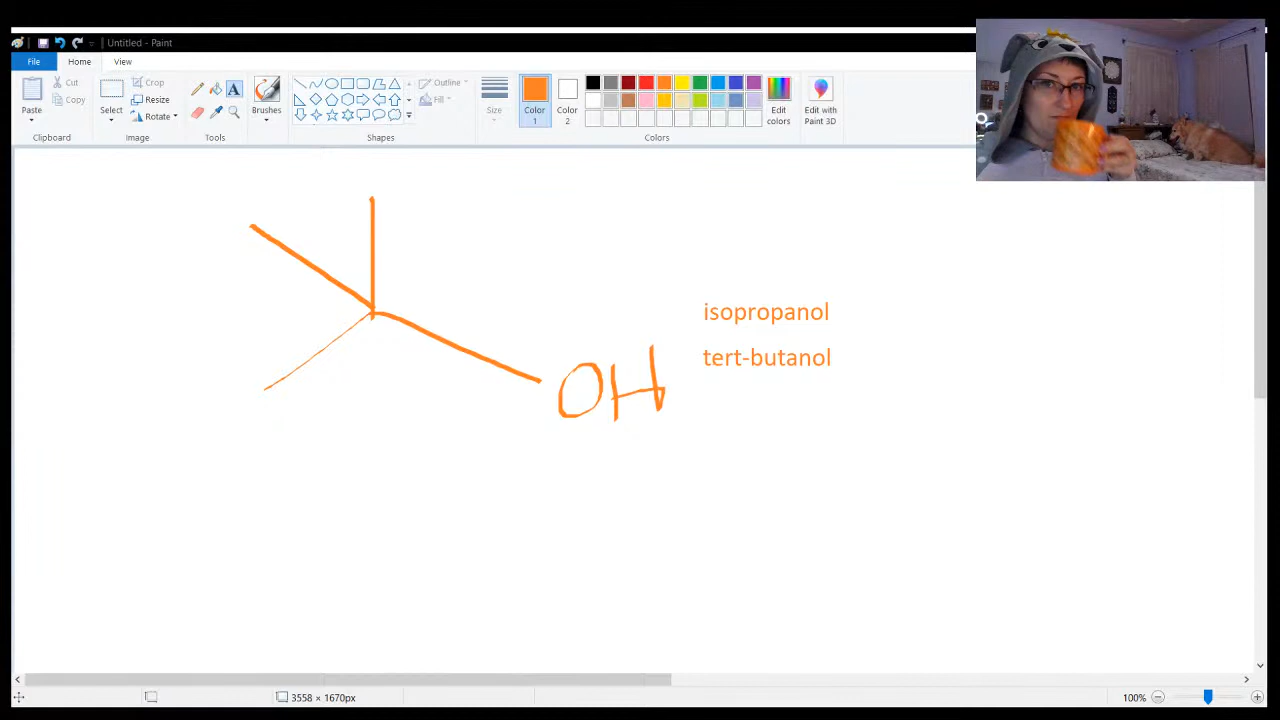 Untitled - Paint
File Home View
Paste
Cut
Copy
Clipboard
Select
Crop
Resize
Rotate
Image
A
Tools
Brushes
Shapes
Outline
Fill
Size
Color
1
Color
2
Colors
Edit
colors
Edit with
Paint 3D
isopropanol
tert-butanol
OH
3558 × 1670px
100%